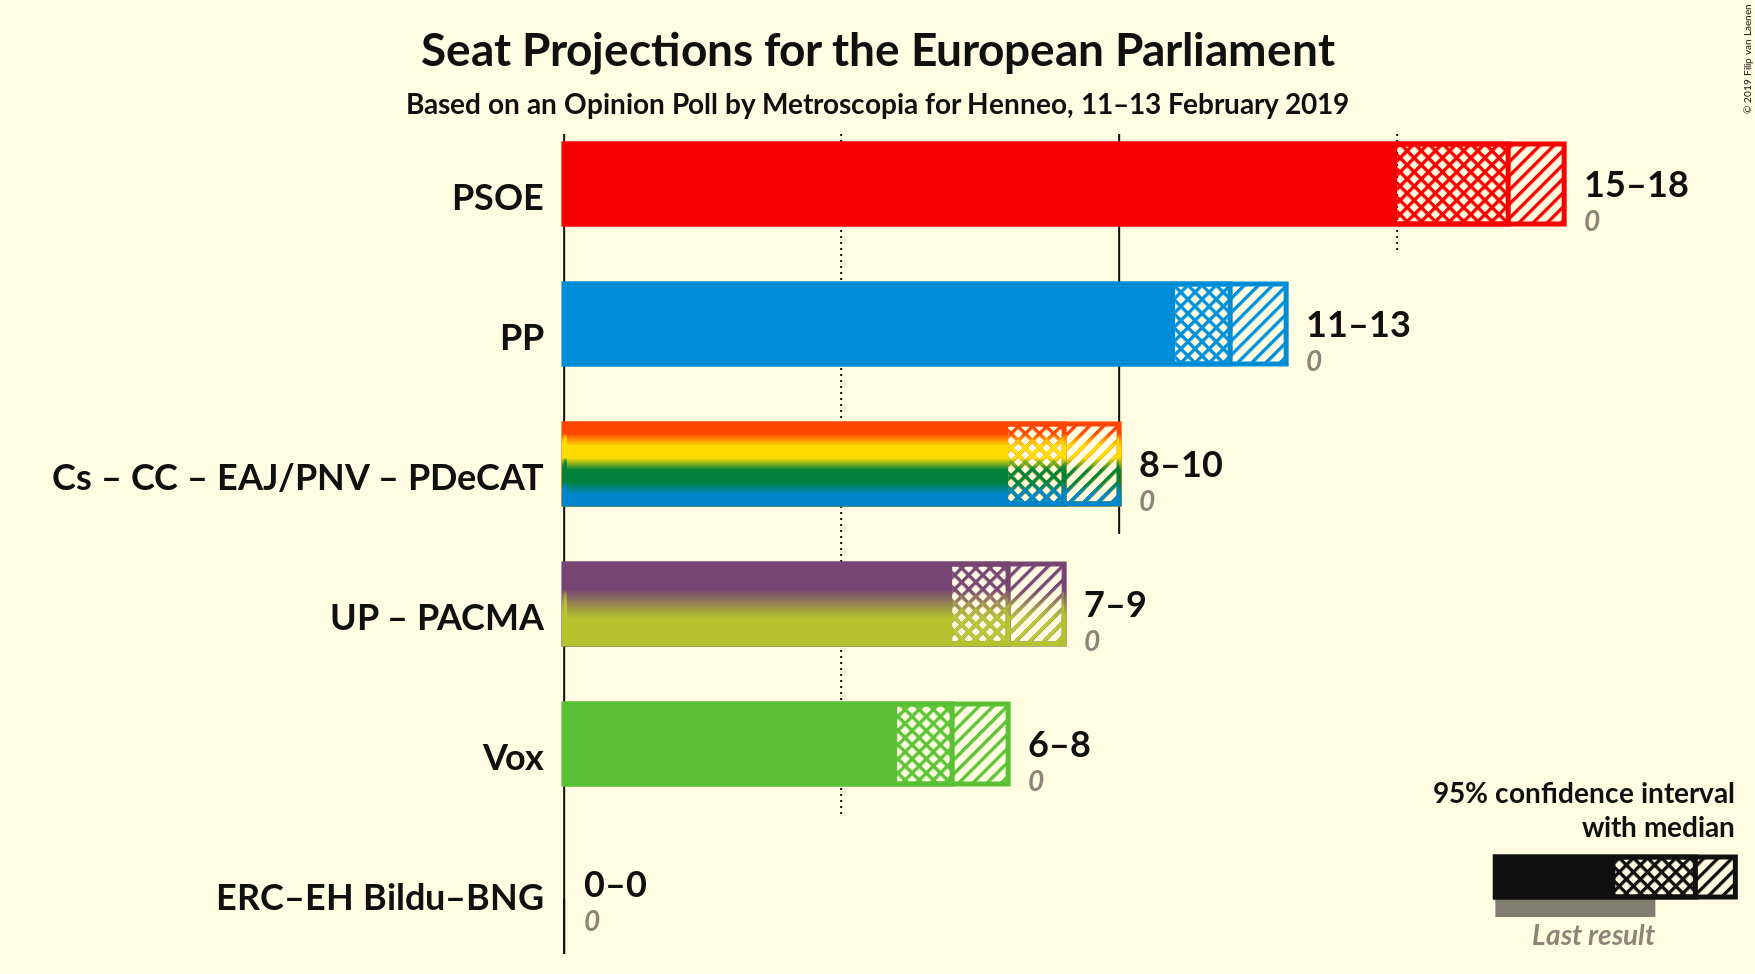 Seat Projections for the European Parliament
Based on an Opinion Poll by Metroscopia for Henneo, 11–13 February 2019
© 2019 Filip van Laenen
PSOE
15–18
0
PP
11–13
0
Cs – CC – EAJ/PNV – PDeCAT
8–10
0
UP – PACMA
7–9
0
Vox
6–8
0
ERC–EH Bildu–BNG
0–0
0
95% confidence interval
with median
Last result